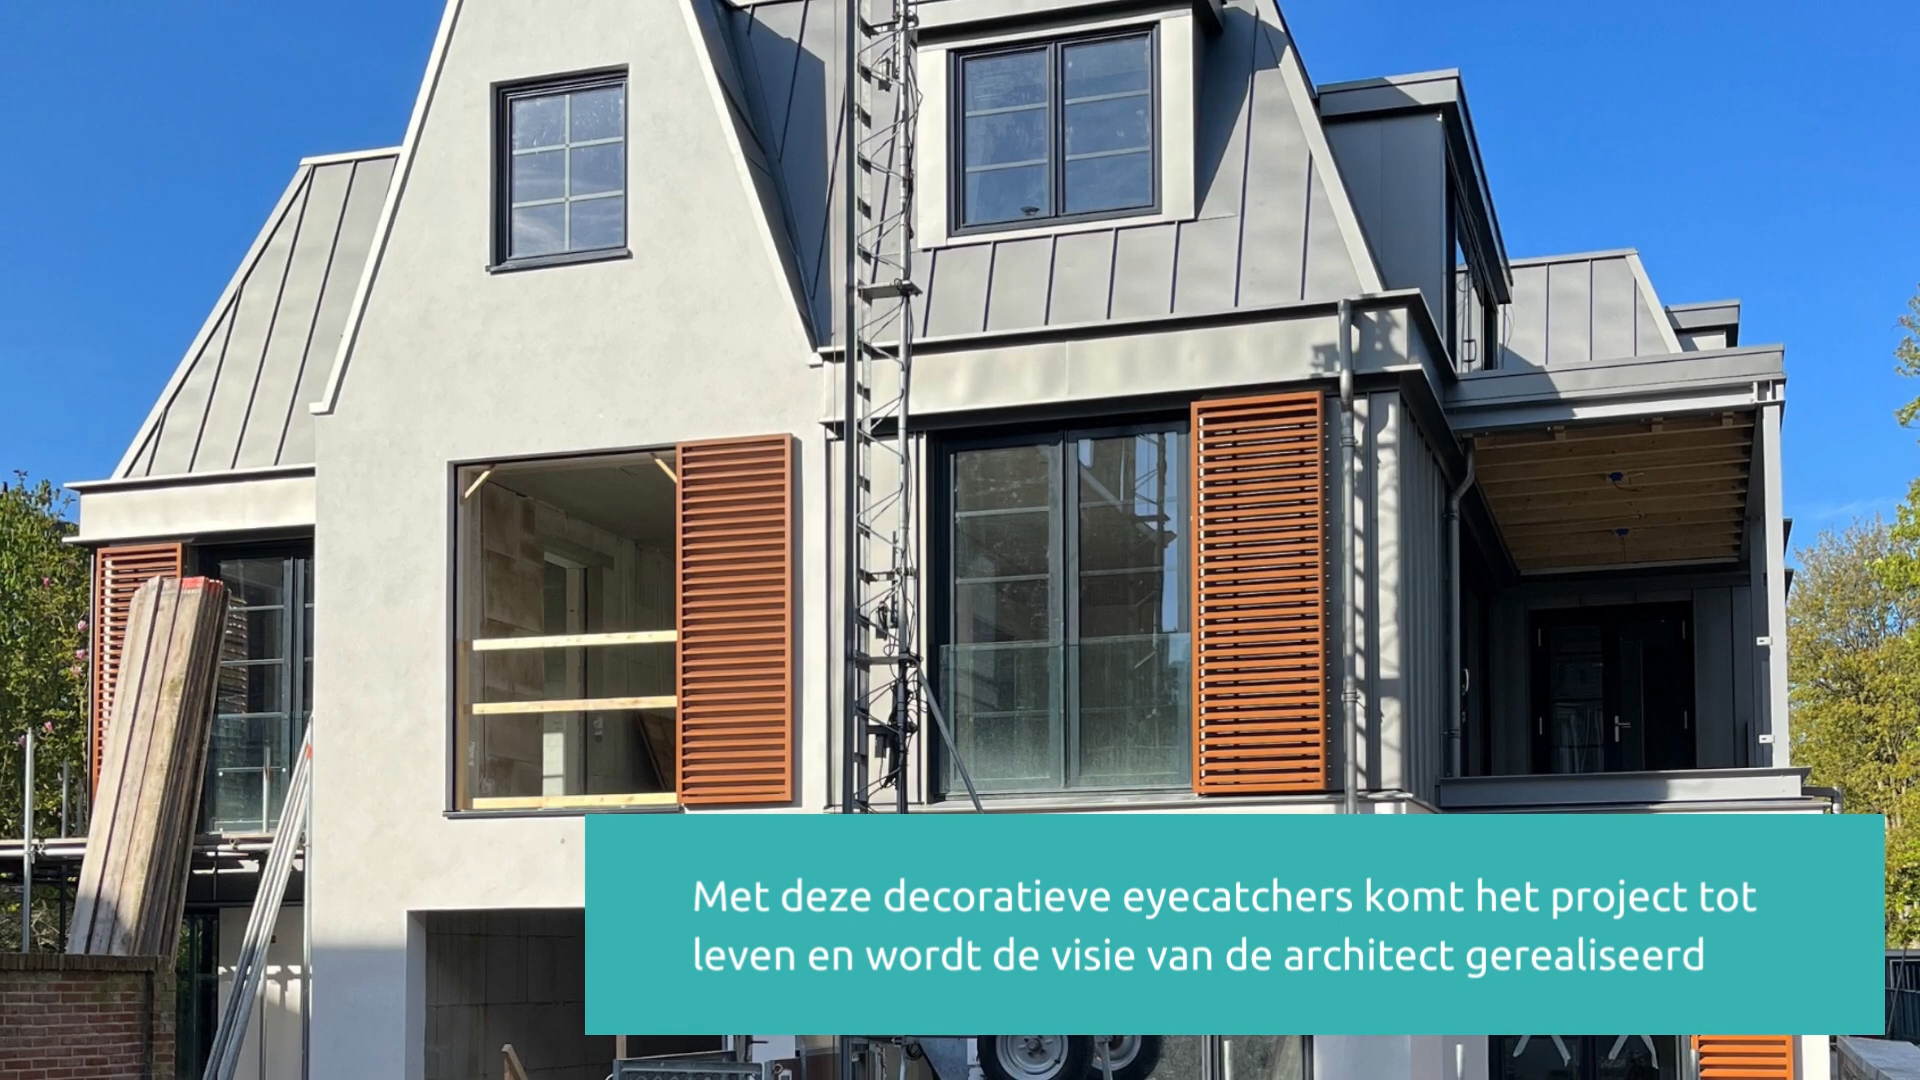 Met deze decoratieve eyecatchers komt het project tot
leven en wordt de visie van de architect gerealiseerd